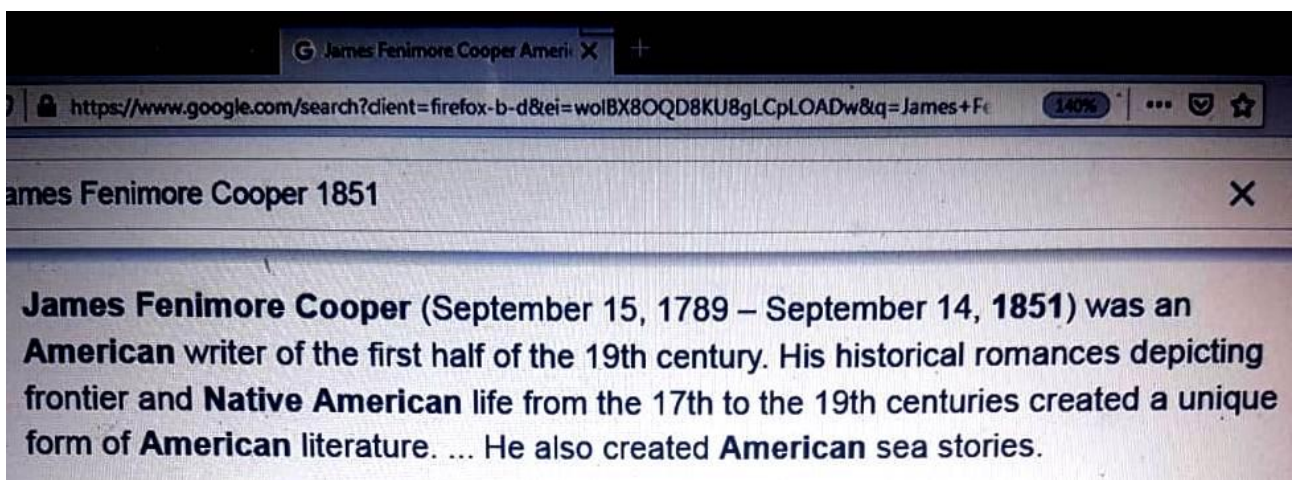 G James Fenimore Cooper Ameri
https://www.google.com/search?client=firefox-b-d&ei=wolBX8OQD8KU8gLCpLOADw&q=James+Fe
140%
ames Fenimore Cooper 1851
James Fenimore Cooper (September 15, 1789 – September 14, 1851) was an
American writer of the first half of the 19th century. His historical romances depicting
frontier and Native American life from the 17th to the 19th centuries created a unique
form of American literature. ... He also created American sea stories.